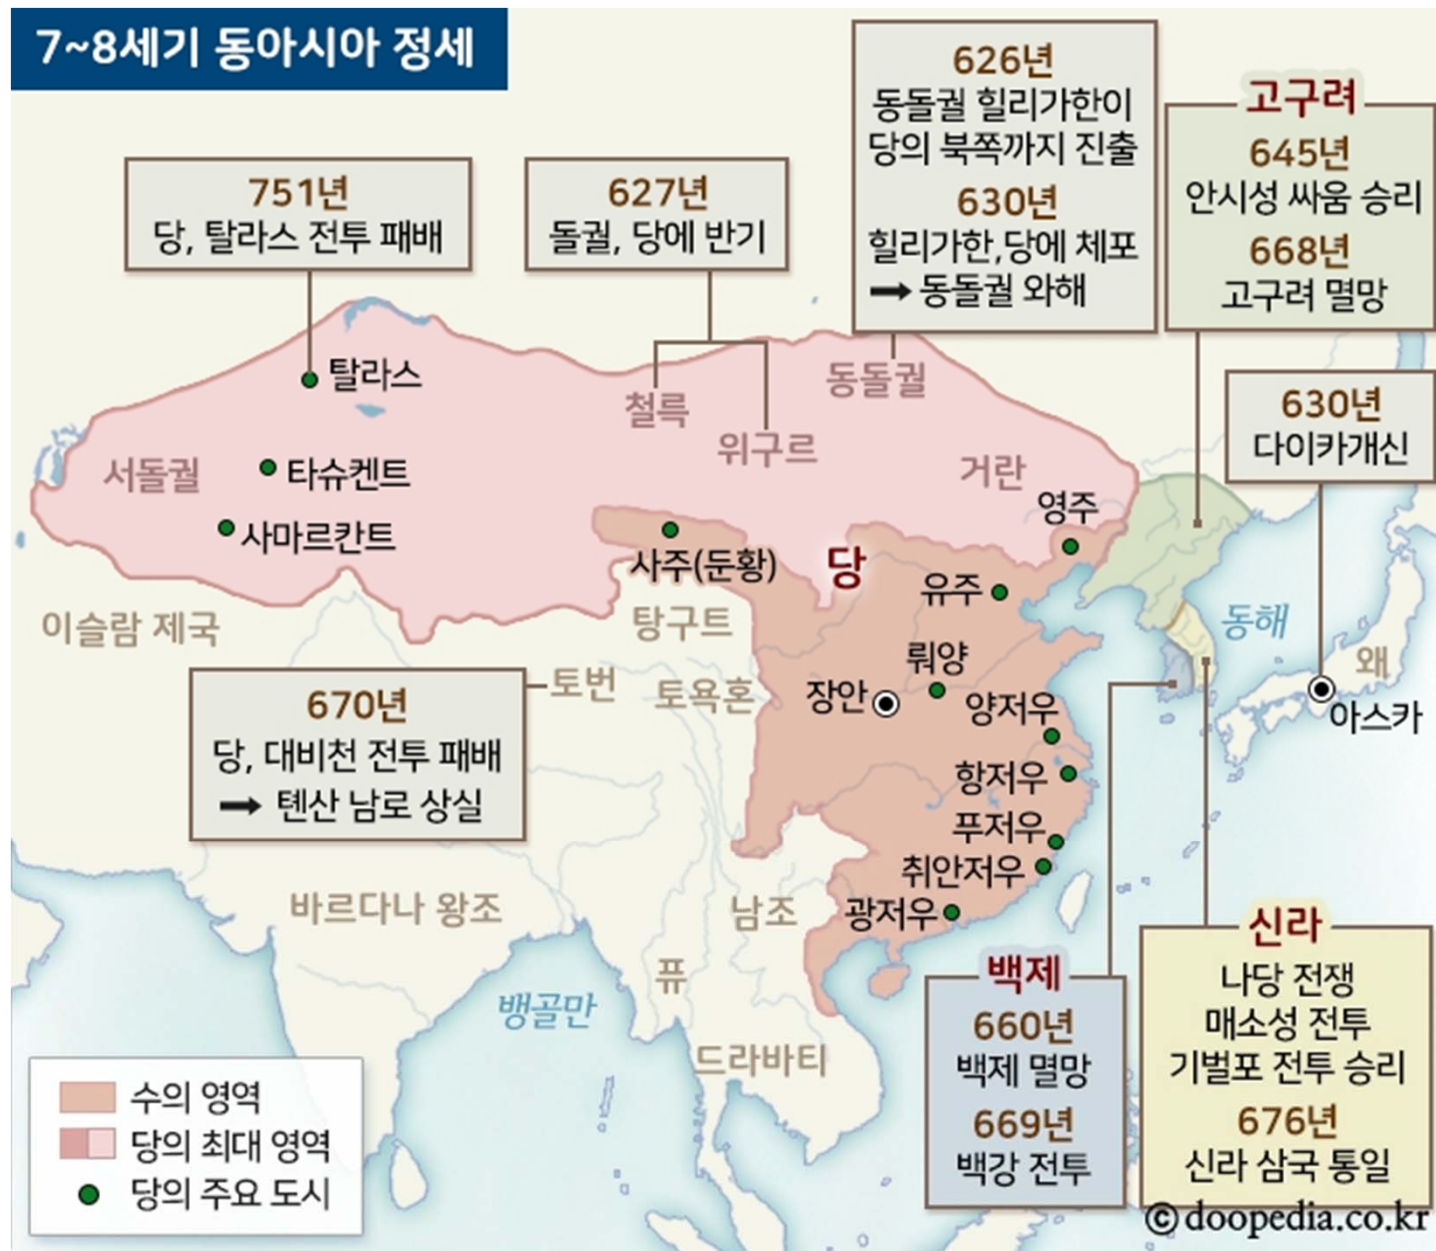 7~8세기 동아시아 정세
751년
당, 탈라스 전투 패배
627년
돌궐, 당에 반기
626년
동돌궐 힐리가한이
당의 북쪽까지 진출
630년
힐리가한,당에 체포
➡ 동돌궐 와해
고구려
645년
안시성 싸움 승리
668년
고구려 멸망
630년
다이카개신
탈라스
철륵
동돌궐
위구르
서돌궐
타슈켄트
거란
영주
사마르칸트
사주(둔황)
당
유주
이슬람 제국
탕구트
동해
뤄양
왜
토번
토욕혼
장안
양저우
아스카
670년
당, 대비천 전투 패배
➡ 톈산 남로 상실
항저우
푸저우
취안저우
바르다나 왕조
남조
광저우
퓨
뱅골만
드라바티
백제
660년
백제 멸망
669년
백강 전투
신라
나당 전쟁
매소성 전투
기벌포 전투 승리
676년
신라 삼국 통일
수의 영역
당의 최대 영역
당의 주요 도시
ⓒdoopedia.co.kr